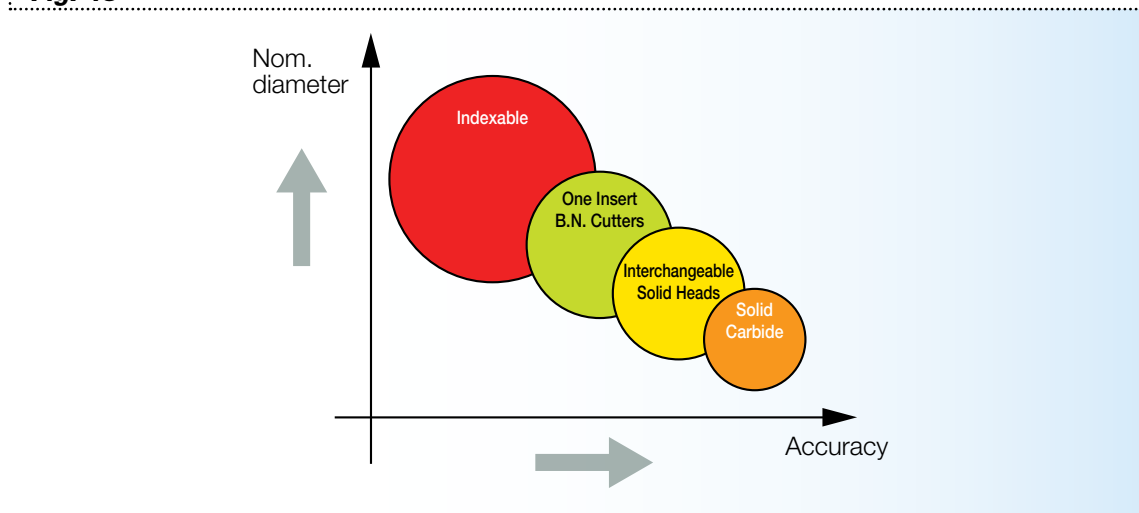 Nom.
diameter
Indexable
One Insert
B.N. Cutters
Interchangeable
Solid Heads
Solid
Carbide
Accuracy